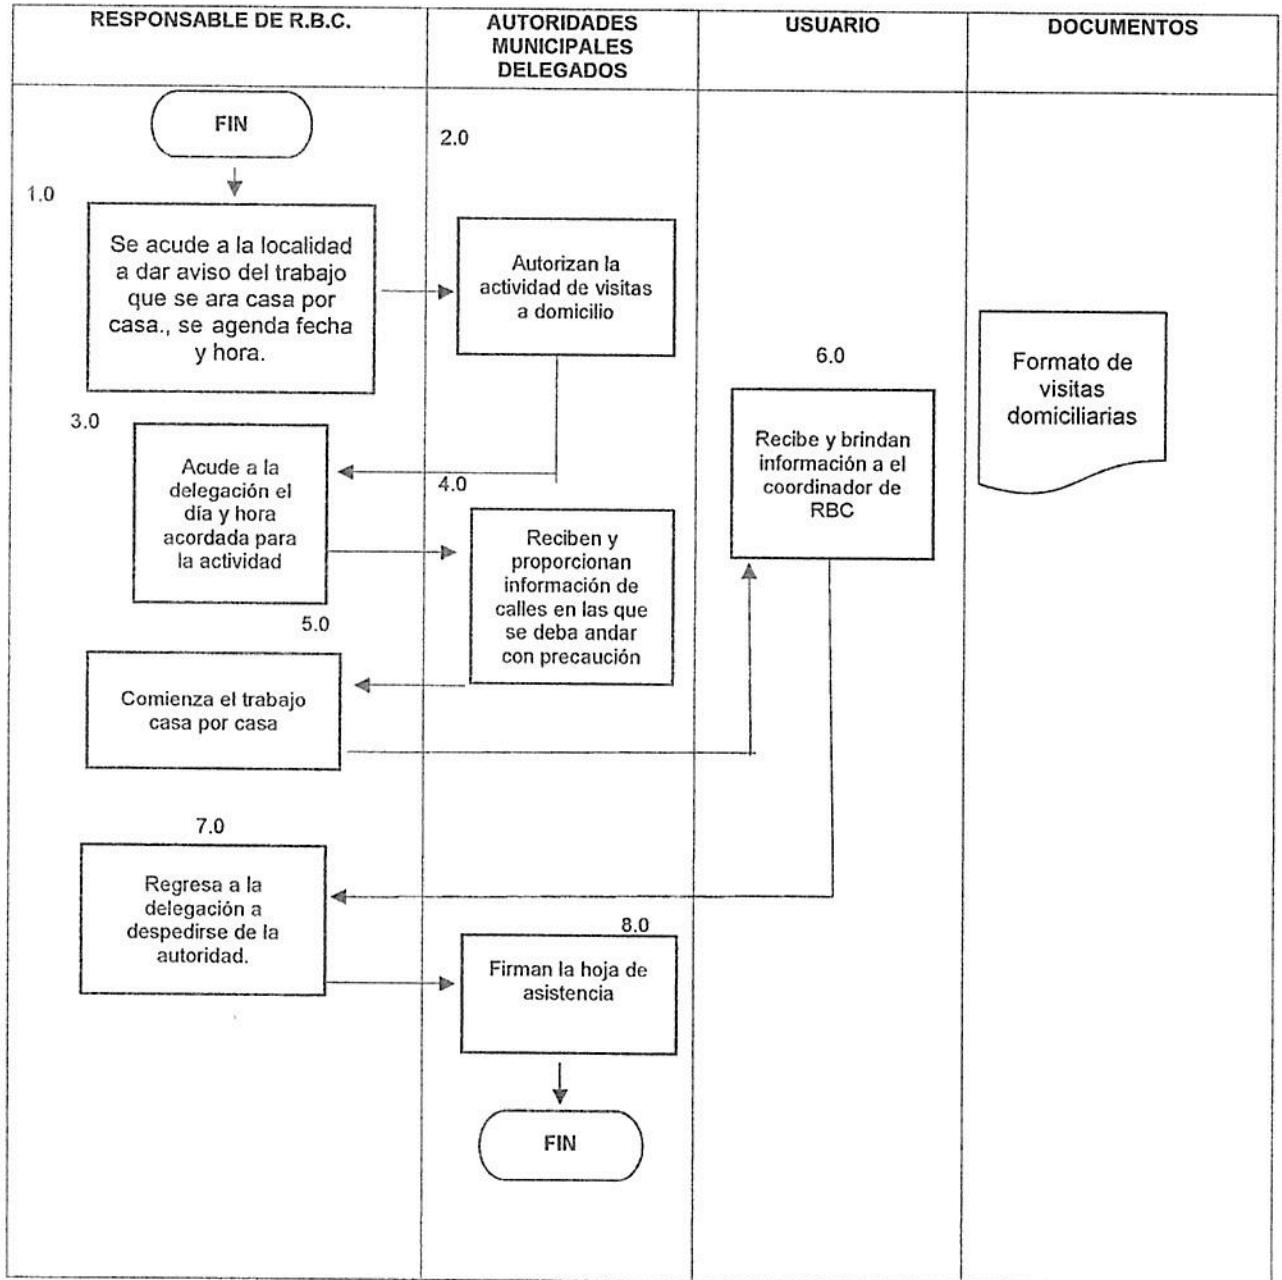 RESPONSABLE DE R.B.C.
AUTORIDADES
MUNICIPALES
DELEGADOS
USUARIO
DOCUMENTOS
FIN
1.0
Se acude a la localidad
a dar aviso del trabajo
que se ara casa por
casa., se agenda fecha
y hora.
2.0
Autorizan la
actividad de visitas
a domicilio
3.0
Acude a la
delegación el
día y hora
acordada para
la actividad
4.0
Reciben y
proporcionan
información de
calles en las que
se deba andar
con precaución
5.0
Comienza el trabajo
casa por casa
6.0
Recibe y brindan
información a el
coordinador de
RBC
Formato de
visitas
domiciliarias
7.0
Regresa a la
delegación a
despedirse de la
autoridad.
8.0
Firman la hoja de
asistencia
FIN